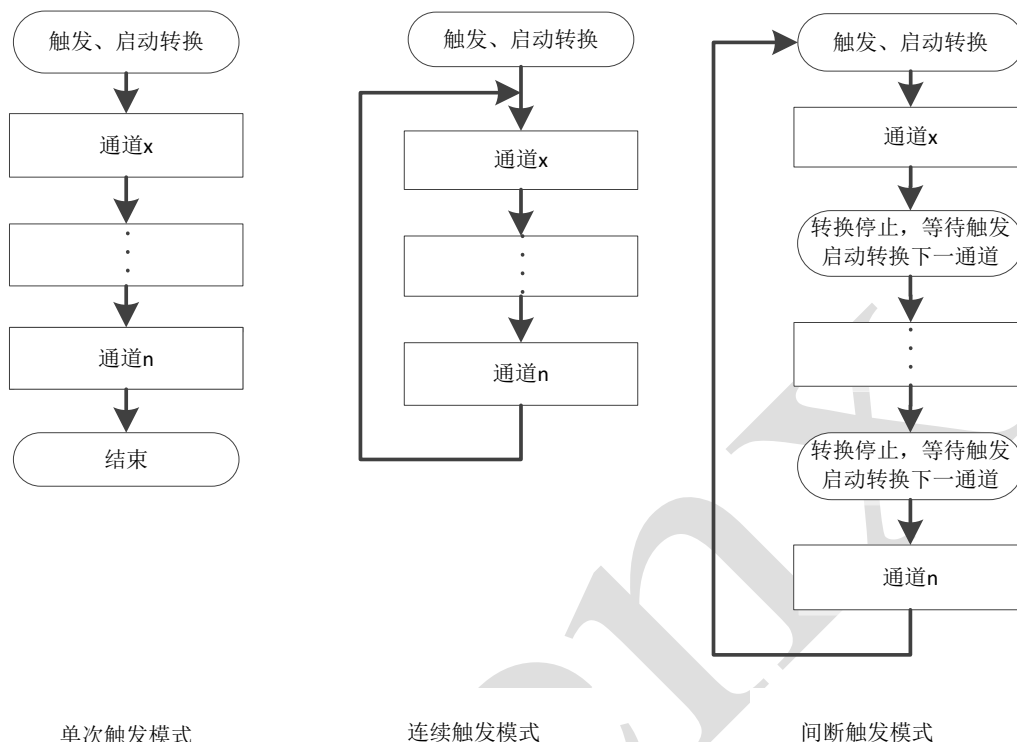 触发、启动转换
通道x
通道n
结束
单次触发模式
触发、启动转换
通道x
通道n
连续触发模式
触发、启动转换
通道x
转换停止，等待触发
启动转换下一通道
转换停止，等待触发
启动转换下一通道
通道n
间断触发模式